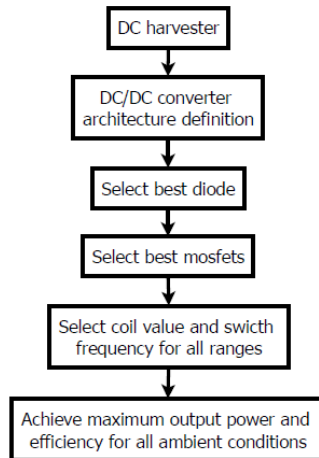 DC harvester
DC/DC converter
architecture definition
Select best diode
Select best mosfets
Select coil value and swicth
frequency for all ranges
Achieve maximum output power and
efficiency for all ambient conditions